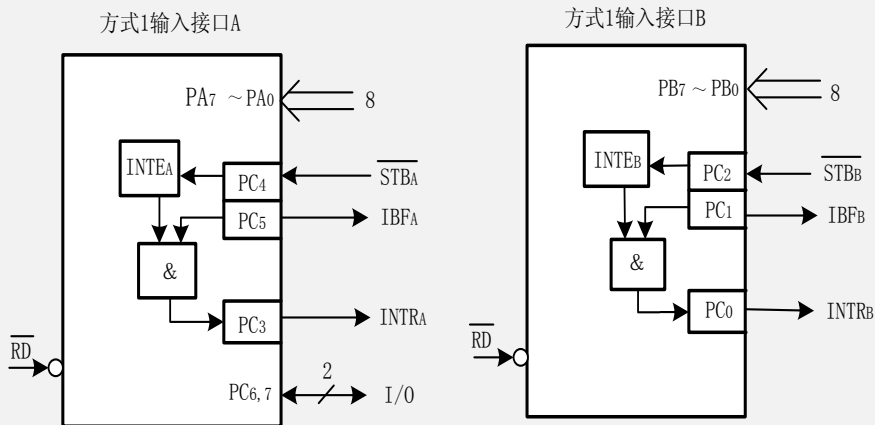 方式1输入接口A
PA7 ~PA0
8
INTEA
PC4
STBA
PC5
IBFA
&
PC3
INTRA
RD
PC6,7
2
I/O
方式1输入接口B
PB7 ~PB0
8
INTEB
PC2
STBB
PC1
IBFB
&
PC0
INTRB
RD